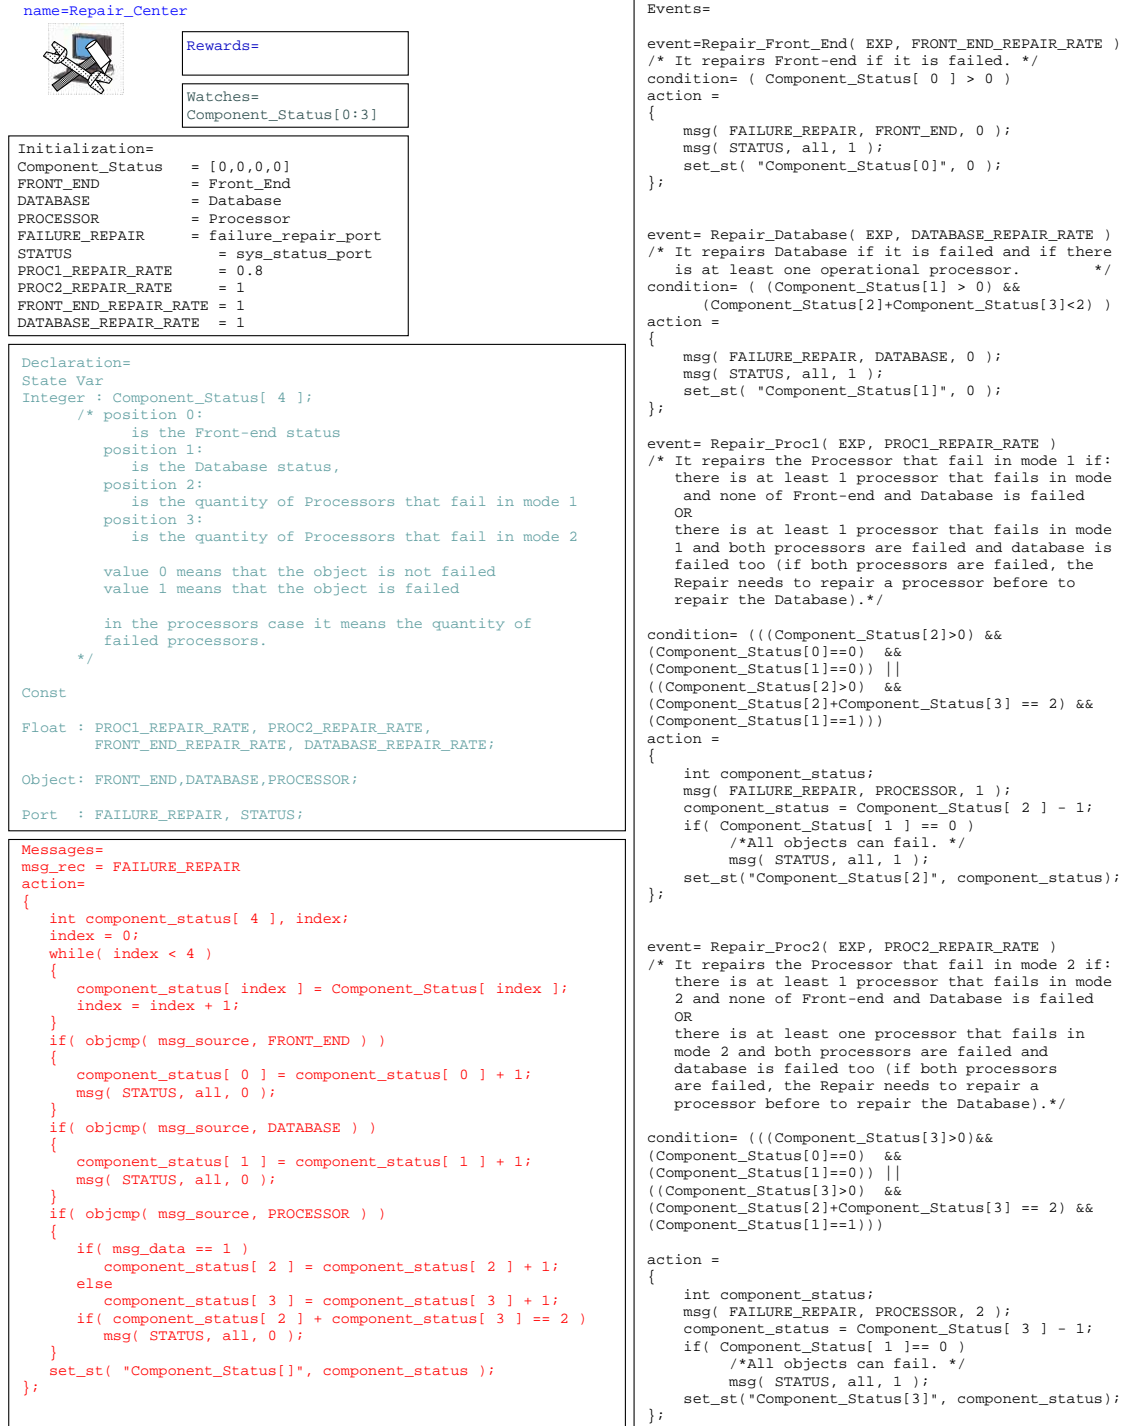 name=Repair_Center
Rewards=
Watches=
Component_Status[0:3]
Initialization=
Component_Status   = [0,0,0,0]
FRONT_END          = Front_End
DATABASE           = Database
PROCESSOR          = Processor
FAILURE_REPAIR     = failure_repair_port
STATUS                = sys_status_port
PROC1_REPAIR_RATE     = 0.8
PROC2_REPAIR_RATE     = 1
FRONT_END_REPAIR_RATE = 1
DATABASE_REPAIR_RATE  = 1
Declaration=
State Var
Integer : Component_Status[ 4 ];
/* position 0:
is the Front-end status
position 1:
is the Database status,
position 2:
is the quantity of Processors that fail in mode 1
position 3:
is the quantity of Processors that fail in mode 2
value 0 means that the object is not failed
value 1 means that the object is failed
in the processors case it means the quantity of
failed processors.
*/
Const
Float : PROC1_REPAIR_RATE, PROC2_REPAIR_RATE,
FRONT_END_REPAIR_RATE, DATABASE_REPAIR_RATE;
Object: FRONT_END,DATABASE,PROCESSOR;
Port  : FAILURE_REPAIR, STATUS;
Messages=
msg_rec = FAILURE_REPAIR
action=
{
int component_status[ 4 ], index;
index = 0;
while( index < 4 )
{
component_status[ index ] = Component_Status[ index ];
index = index + 1;
}
if( objcmp( msg_source, FRONT_END ) )
{
component_status[ 0 ] = component_status[ 0 ] + 1;
msg( STATUS, all, 0 );
}
if( objcmp( msg_source, DATABASE ) )
{
component_status[ 1 ] = component_status[ 1 ] + 1;
msg( STATUS, all, 0 );
}
if( objcmp( msg_source, PROCESSOR ) )
{
if( msg_data == 1 )
component_status[ 2 ] = component_status[ 2 ] + 1;
else
component_status[ 3 ] = component_status[ 3 ] + 1;
if( component_status[ 2 ] + component_status[ 3 ] == 2 )
msg( STATUS, all, 0 );
}
set_st( "Component_Status[]", component_status );
};
Events=
event=Repair_Front_End( EXP, FRONT_END_REPAIR_RATE )
/* It repairs Front-end if it is failed. */
condition= ( Component_Status[ 0 ] > 0 )
action =
{
msg( FAILURE_REPAIR, FRONT_END, 0 );
msg( STATUS, all, 1 );
set_st( "Component_Status[0]", 0 );
};
event= Repair_Database( EXP, DATABASE_REPAIR_RATE )
/* It repairs Database if it is failed and if there
is at least one operational processor.        */
condition= ( (Component_Status[1] > 0) &&
(Component_Status[2]+Component_Status[3]<2) )
action =
{
msg( FAILURE_REPAIR, DATABASE, 0 );
msg( STATUS, all, 1 );
set_st( "Component_Status[1]", 0 );
};
event= Repair_Proc1( EXP, PROC1_REPAIR_RATE )
/* It repairs the Processor that fail in mode 1 if:
there is at least 1 processor that fails in mode
and none of Front-end and Database is failed
OR
there is at least 1 processor that fails in mode
1 and both processors are failed and database is
failed too (if both processors are failed, the
Repair needs to repair a processor before to
repair the Database).*/
condition= (((Component_Status[2]>0) &&
(Component_Status[0]==0)  &&
(Component_Status[1]==0)) ||
((Component_Status[2]>0)  &&
(Component_Status[2]+Component_Status[3] == 2) &&
(Component_Status[1]==1)))
action =
{
int component_status;
msg( FAILURE_REPAIR, PROCESSOR, 1 );
component_status = Component_Status[ 2 ] - 1;
if( Component_Status[ 1 ] == 0 )
/*All objects can fail. */
msg( STATUS, all, 1 );
set_st("Component_Status[2]", component_status);
};
event= Repair_Proc2( EXP, PROC2_REPAIR_RATE )
/* It repairs the Processor that fail in mode 2 if:
there is at least 1 processor that fails in mode
2 and none of Front-end and Database is failed
OR
there is at least one processor that fails in
mode 2 and both processors are failed and
database is failed too (if both processors
are failed, the Repair needs to repair a
processor before to repair the Database).*/
condition= (((Component_Status[3]>0)&&
(Component_Status[0]==0)  &&
(Component_Status[1]==0)) ||
((Component_Status[3]>0)  &&
(Component_Status[2]+Component_Status[3] == 2) &&
(Component_Status[1]==1)))
action =
{
int component_status;
msg( FAILURE_REPAIR, PROCESSOR, 2 );
component_status = Component_Status[ 3 ] - 1;
if( Component_Status[ 1 ]== 0 )
/*All objects can fail. */
msg( STATUS, all, 1 );
set_st("Component_Status[3]", component_status);
};